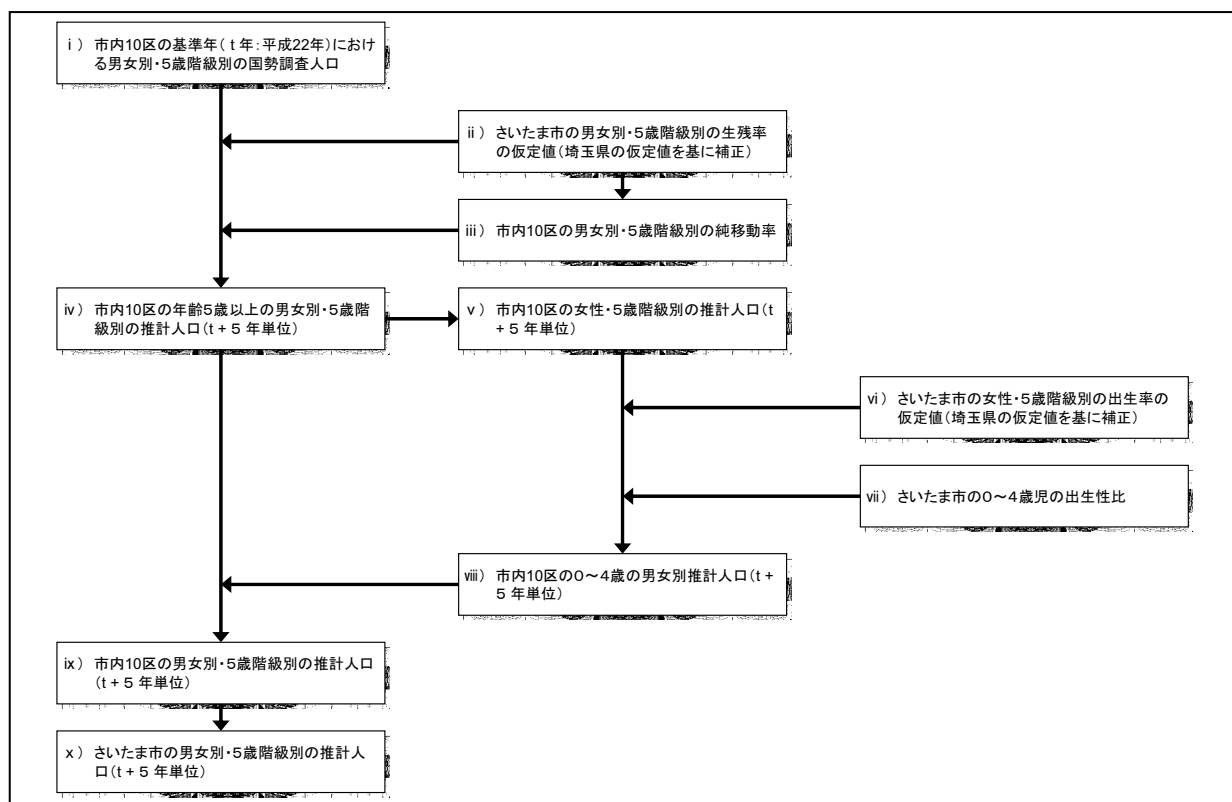 ⅰ） 市内10区の基準年（ｔ年：平成22年）におけ
る男女別・5歳階級別の国勢調査人口
ⅱ） さいたま市の男女別・5歳階級別の生残率
の仮定値（埼玉県の仮定値を基に補正）
ⅲ） 市内10区の男女別・5歳階級別の純移動率
ⅳ） 市内10区の年齢5歳以上の男女別・5歳階
級別の推計人口（t + 5 年単位）
ⅴ） 市内10区の女性・5歳階級別の推計人口（t
+ 5 年単位）
ⅵ） さいたま市の女性・5歳階級別の出生率の
仮定値（埼玉県の仮定値を基に補正）
ⅶ） さいたま市の０～４歳児の出生性比
ⅷ） 市内10区の０～４歳の男女別推計人口（t +
5 年単位）
ⅸ） 市内10区の男女別・5歳階級別の推計人口
（t + 5 年単位）
ⅹ） さいたま市の男女別・5歳階級別の推計人
口（t + 5 年単位）